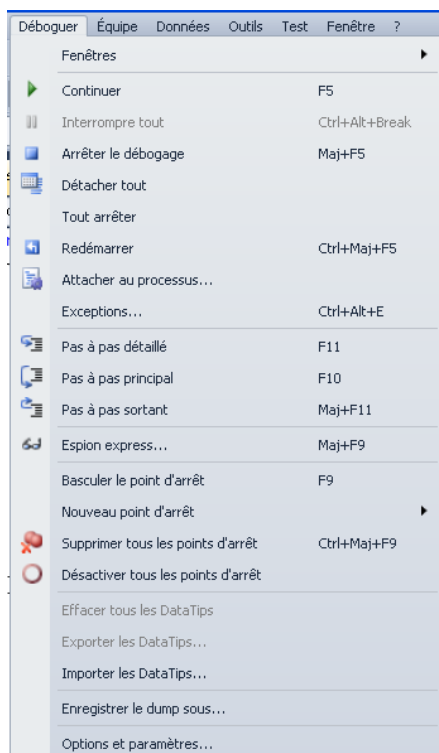 Déboguer Équipe Données Outils Test Fenêtre ?
Fenêtres
Continuer F5
Interrompre tout Ctrl+Alt+Break
Arrêter le débogage Maj+F5
Détacher tout
Tout arrêter
Redémarrer Ctrl+Maj+F5
Attacher au processus...
Exceptions... Ctrl+Alt+E
Pas à pas détaillé F11
Pas à pas principal F10
Pas à pas sortant Maj+F11
Espion express... Maj+F9
Basculer le point d'arrêt F9
Nouveau point d'arrêt
Supprimer tous les points d'arrêt Ctrl+Maj+F9
Désactiver tous les points d'arrêt
Effacer tous les DataTips
Exporter les DataTips...
Importer les DataTips...
Enregistrer le dump sous...
Options et paramètres...